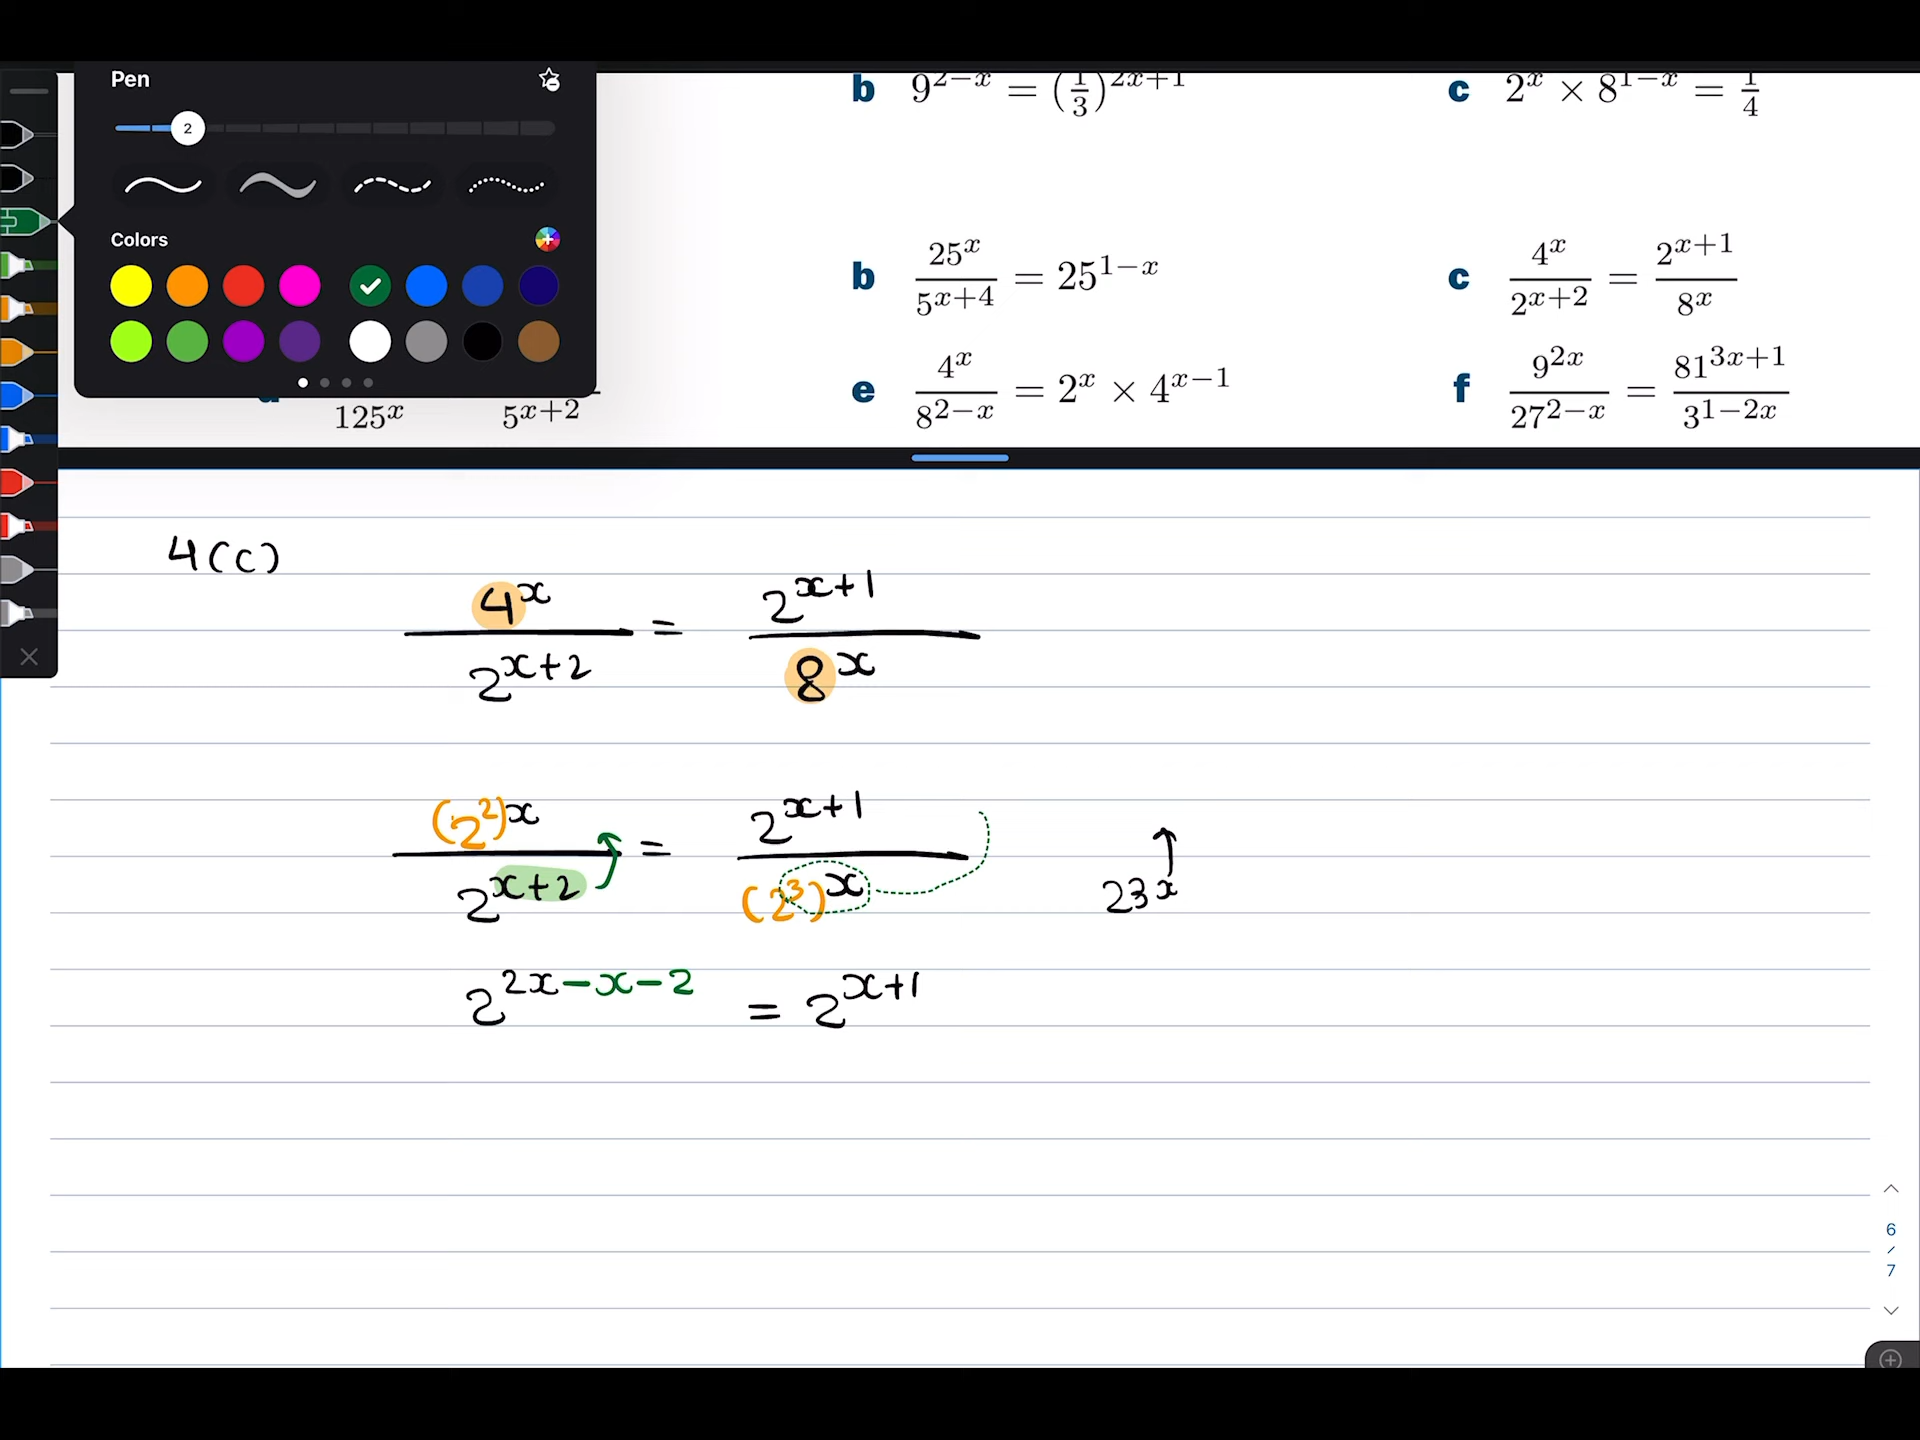 Pen
2
Colors
b 9^{2−x} = (1/3)^{2x+1} c 2^x × 8^{1−x} = 1/4
b 25^x/5^{x+4} = 25^{1−x} c 4^x/2^{x+2} = 2^{x+1}/8^x
125^x 5^{x+2} e 4^x/8^{2−x} = 2^x × 4^{x−1} f 9^{2x}/27^{2−x} = 81^{3x+1}/3^{1−2x}
4(c)
4^x/2^{x+2} = 2^{x+1}/8^x
(2^2)^x/2^{x+2} = 2^{x+1}/(2^3)^x 23x
2^{2x−x−2} = 2^{x+1}
6
/
7